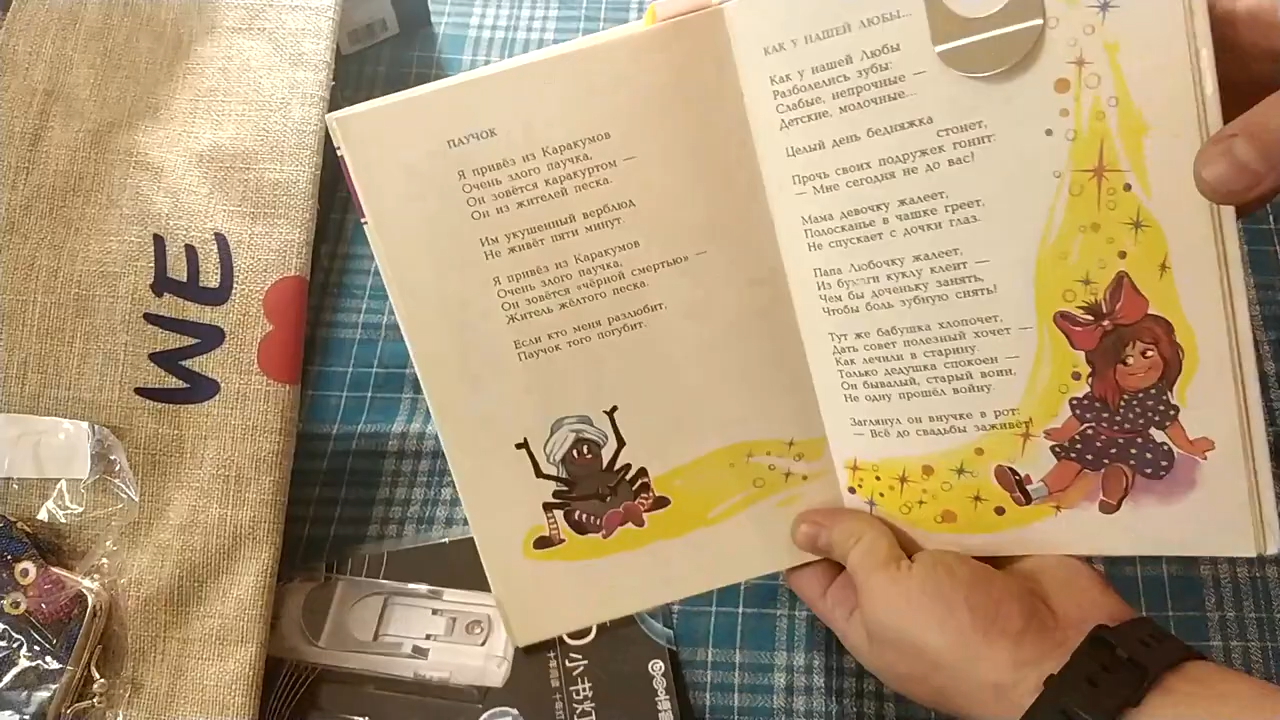 WE
ПАУЧОК
Я привёз из Каракумов
Очень злого паучка,
Он зовётся каракуртом —
Он из жителей песка.
Им укушенный верблюд
Не живёт пяти минут.
Я привёз из Каракумов
Очень злого паучка,
Он зовётся «чёрной смертью» —
Житель жёлтого песка.
Если кто меня разлюбит,
Паучок того погубит.
КАК У НАШЕЙ ЛЮБЫ...
Как у нашей Любы
Разболелись зубы:
Слабые, непрочные —
Детские, молочные...
Целый день бедняжка
стонет,
Прочь своих подружек гонит:
— Мне сегодня не до вас!
Мама девочку жалеет,
Полосканье в чашке греет,
Не спускает с дочки глаз.
Папа Любочку жалеет,
Из бумаги куклу клеит —
Чем бы доченьку занять,
Чтобы боль зубную снять!
Тут же бабушка хлопочет,
Дать совет полезный хочет —
Как лечили в старину.
Только дедушка спокоен —
Он бывалый, старый воин,
Не одну прошёл войну.
Заглянул он внучке в рот:
— Всё до свадьбы заживёт!
小书灯